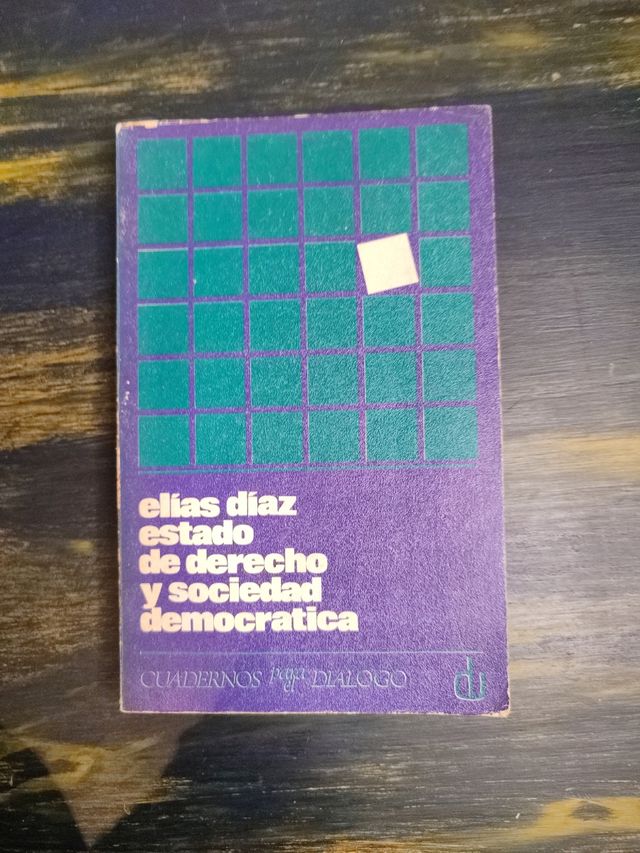 elías díaz
estado
de derecho
y sociedad
democratica
CUADERNOS para el DIALOGO